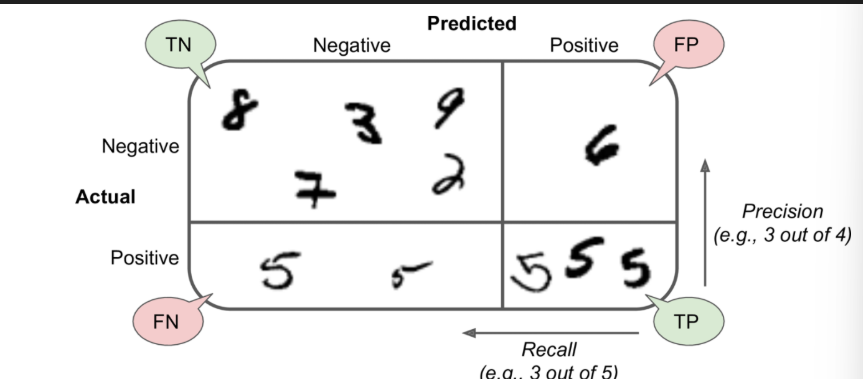 Predicted
TN
Negative
Positive
FP
8 3 9
6
Negative
7 2
Actual
Precision
(e.g., 3 out of 4)
Positive
5 5
5 5 5
FN
TP
Recall
(e.g., 3 out of 5)